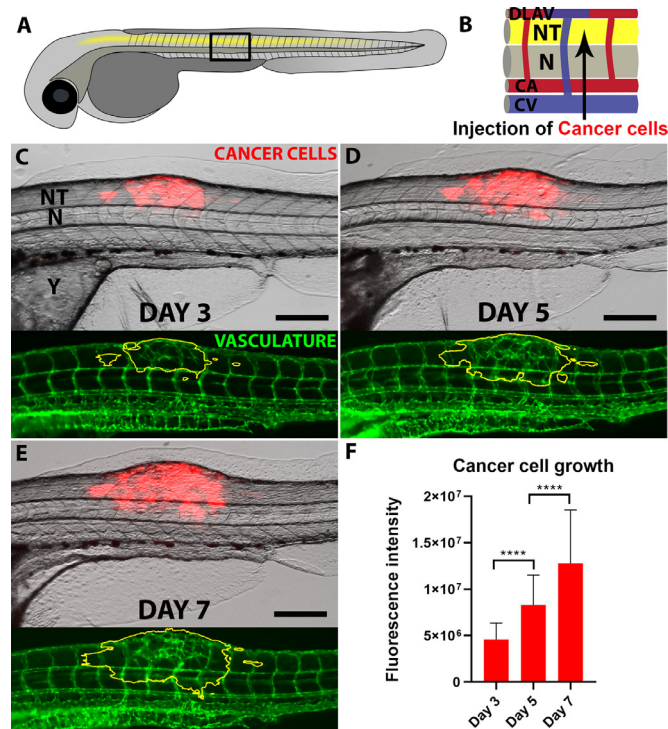 A
B
DLAV
NT
N
CA
CV
Injection of Cancer cells
C
CANCER CELLS
NT
N
Y
DAY 3
VASCULATURE
D
DAY 5
E
DAY 7
F
Cancer cell growth
Fluorescence intensity
2×10⁷
1.5×10⁷
1×10⁷
5×10⁶
0
****
****
Day 3
Day 5
Day 7